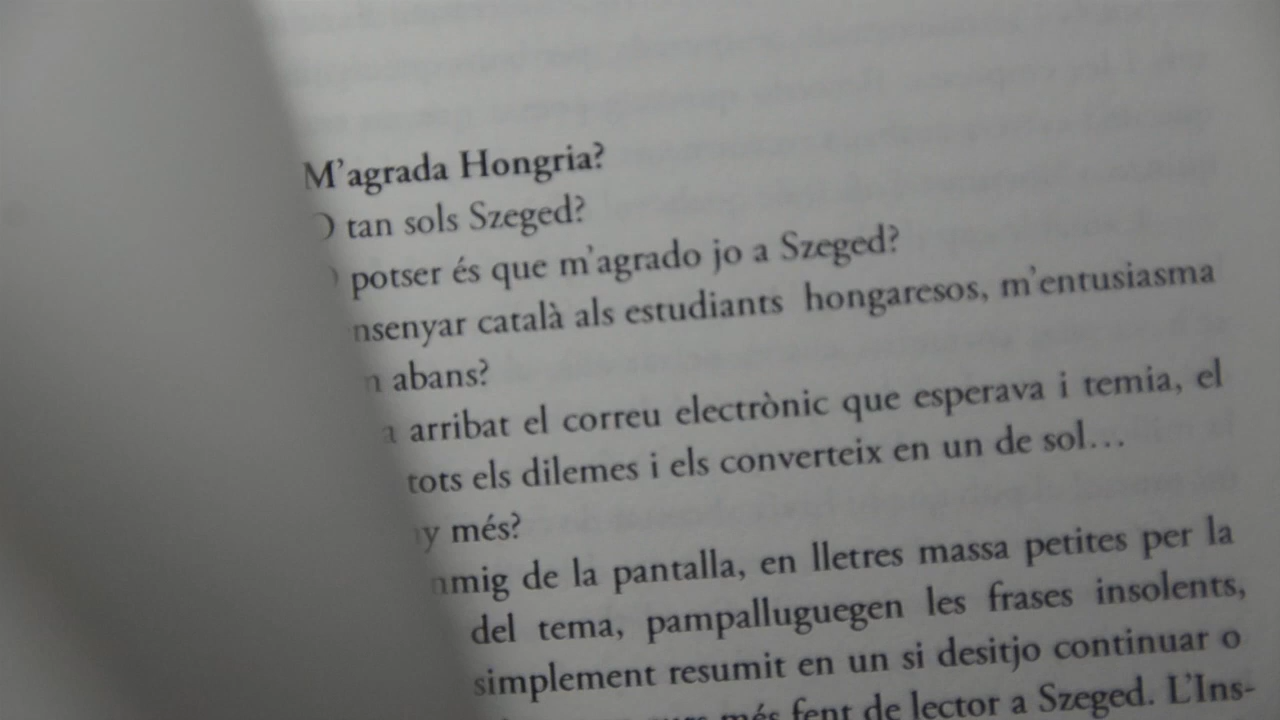 M'agrada Hongria?
O tan sols Szeged?
potser és que m'agrado jo a Szeged?
nsenyar català als estudiants hongaresos, m'entusiasma
n abans?
a arribat el correu electrònic que esperava i temia, el
tots els dilemes i els converteix en un de sol...
y més?
nmig de la pantalla, en lletres massa petites per la
del tema, pampalluguegen les frases insolents,
simplement resumit en un si desitjo continuar o
més fent de lector a Szeged. L'Ins-